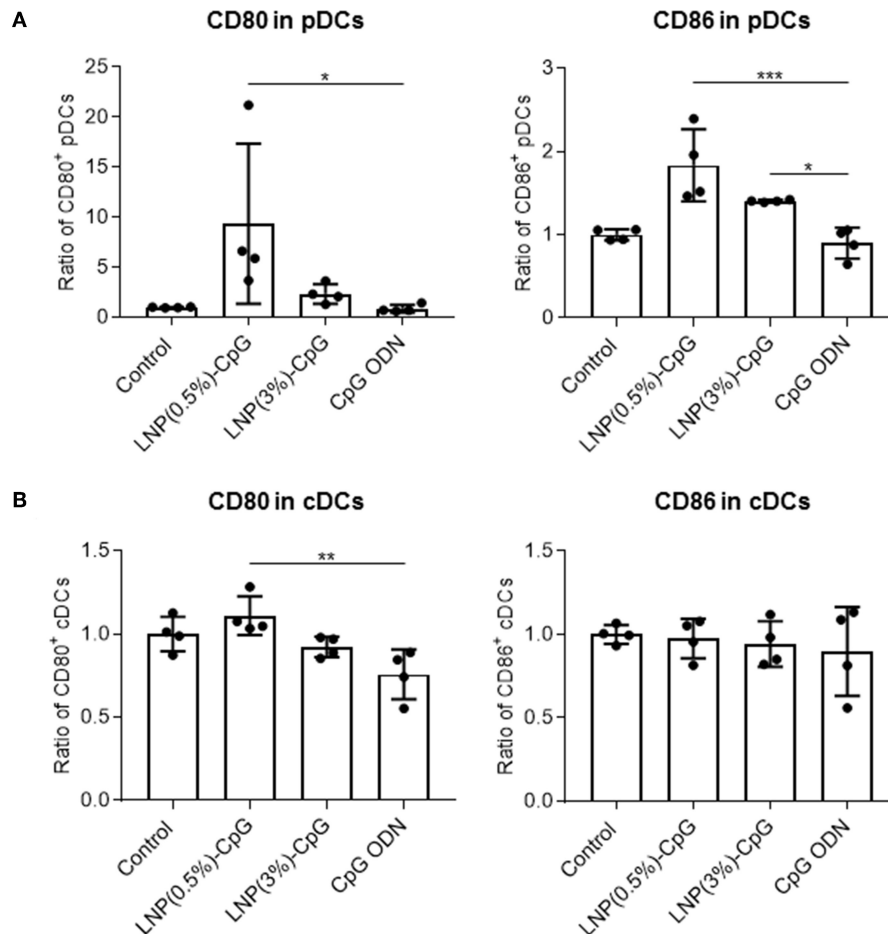 A
CD80 in pDCs
Ratio of CD80+ pDCs
25
20
15
10
5
0
*
Control
LNP(0.5%)-CpG
LNP(3%)-CpG
CpG ODN
CD86 in pDCs
Ratio of CD86+ pDCs
3
2
1
0
***
*
Control
LNP(0.5%)-CpG
LNP(3%)-CpG
CpG ODN
B
CD80 in cDCs
Ratio of CD80+ cDCs
1.5
1.0
0.5
0.0
**
Control
LNP(0.5%)-CpG
LNP(3%)-CpG
CpG ODN
CD86 in cDCs
Ratio of CD86+ cDCs
1.5
1.0
0.5
0.0
Control
LNP(0.5%)-CpG
LNP(3%)-CpG
CpG ODN